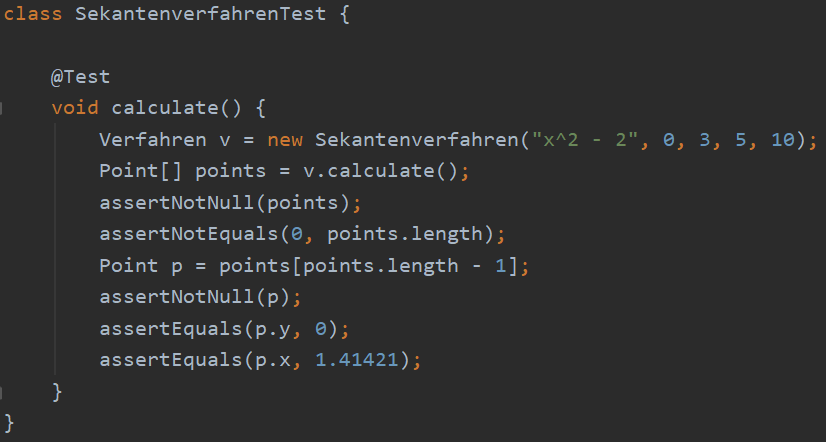 class SekantenverfahrenTest {
@Test
void calculate() {
Verfahren v = new Sekantenverfahren("x^2 - 2", 0, 3, 5, 10);
Point[] points = v.calculate();
assertNotNull(points);
assertNotEquals(0, points.length);
Point p = points[points.length - 1];
assertNotNull(p);
assertEquals(p.y, 0);
assertEquals(p.x, 1.41421);
}
}